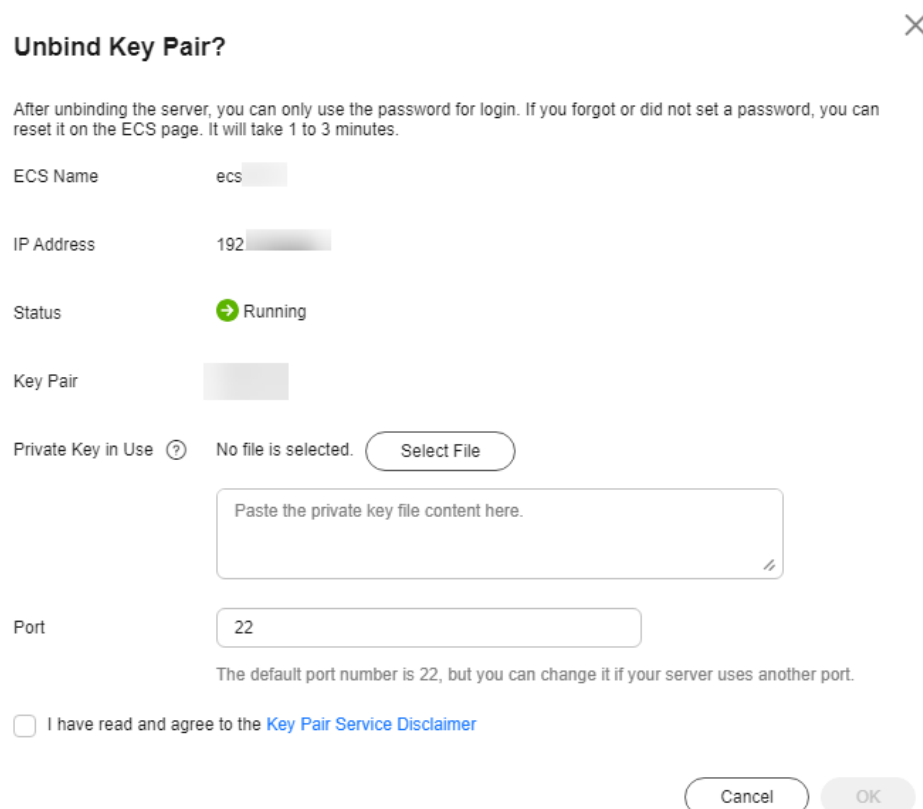 Unbind Key Pair?
After unbinding the server, you can only use the password for login. If you forgot or did not set a password, you can
reset it on the ECS page. It will take 1 to 3 minutes.
ECS Name ecs
IP Address 192
Status Running
Key Pair
Private Key in Use ? No file is selected. Select File
Paste the private key file content here.
Port 22
The default port number is 22, but you can change it if your server uses another port.
I have read and agree to the Key Pair Service Disclaimer
Cancel OK